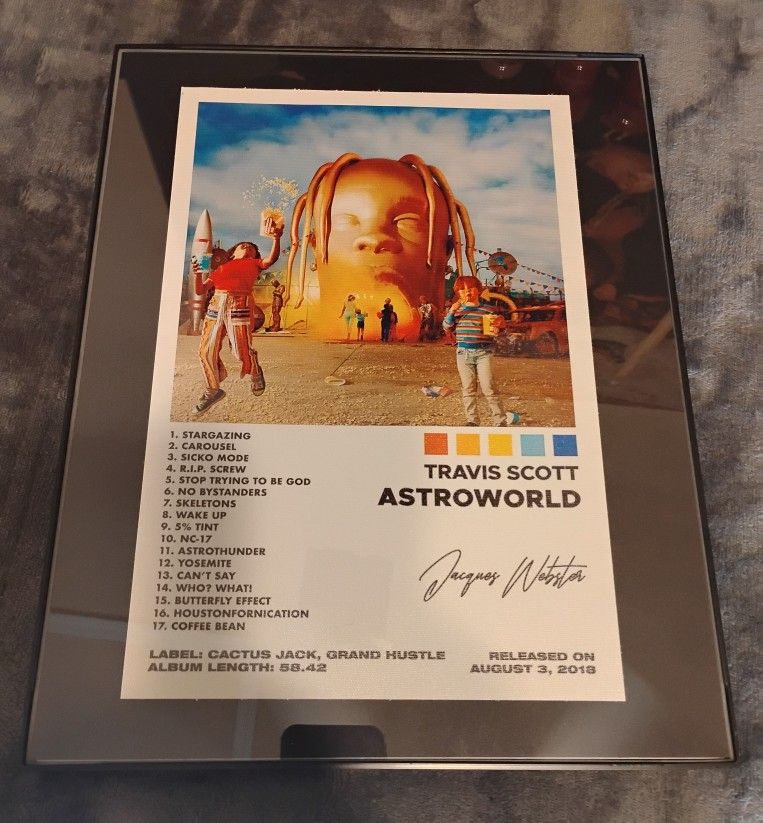 1. STARGAZING
2. CAROUSEL
3. SICKO MODE
4. R.I.P. SCREW
5. STOP TRYING TO BE GOD
6. NO BYSTANDERS
7. SKELETONS
8. WAKE UP
9. 5% TINT
10. NC-17
11. ASTROTHUNDER
12. YOSEMITE
13. CAN'T SAY
14. WHO? WHAT!
15. BUTTERFLY EFFECT
16. HOUSTONFORNICATION
17. COFFEE BEAN
TRAVIS SCOTT
ASTROWORLD
Jacques Webster
LABEL: CACTUS JACK, GRAND HUSTLE
ALBUM LENGTH: 58.42
RELEASED ON
AUGUST 3, 2018